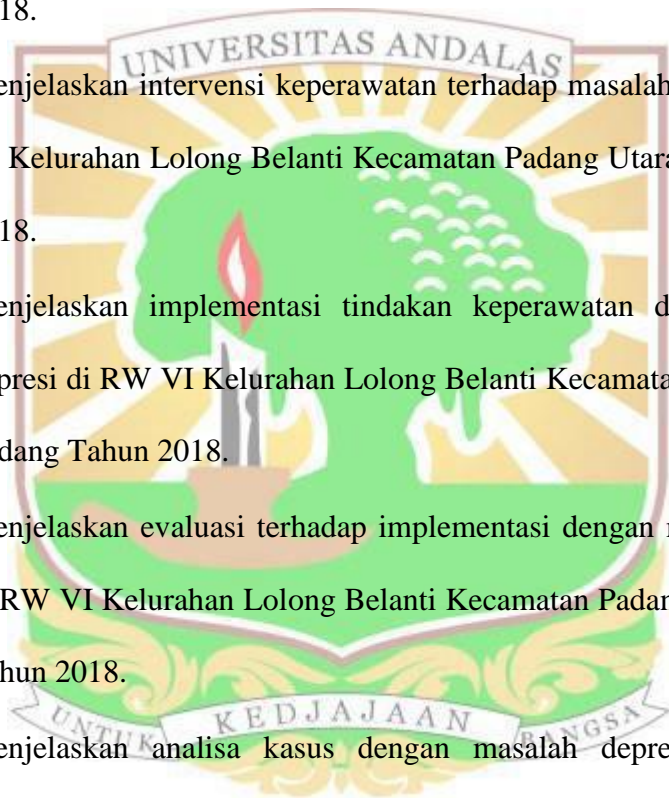 18.
UNIVERSITAS ANDALAS
enjelaskan intervensi keperawatan terhadap masalah
Kelurahan Lolong Belanti Kecamatan Padang Utara
18.
enjelaskan implementasi tindakan keperawatan d
presi di RW VI Kelurahan Lolong Belanti Kecamata
dang Tahun 2018.
enjelaskan evaluasi terhadap implementasi dengan
RW VI Kelurahan Lolong Belanti Kecamatan Padan
hun 2018.
UNTUK KEDJAJAAN BANGSA
enjelaskan analisa kasus dengan masalah depre